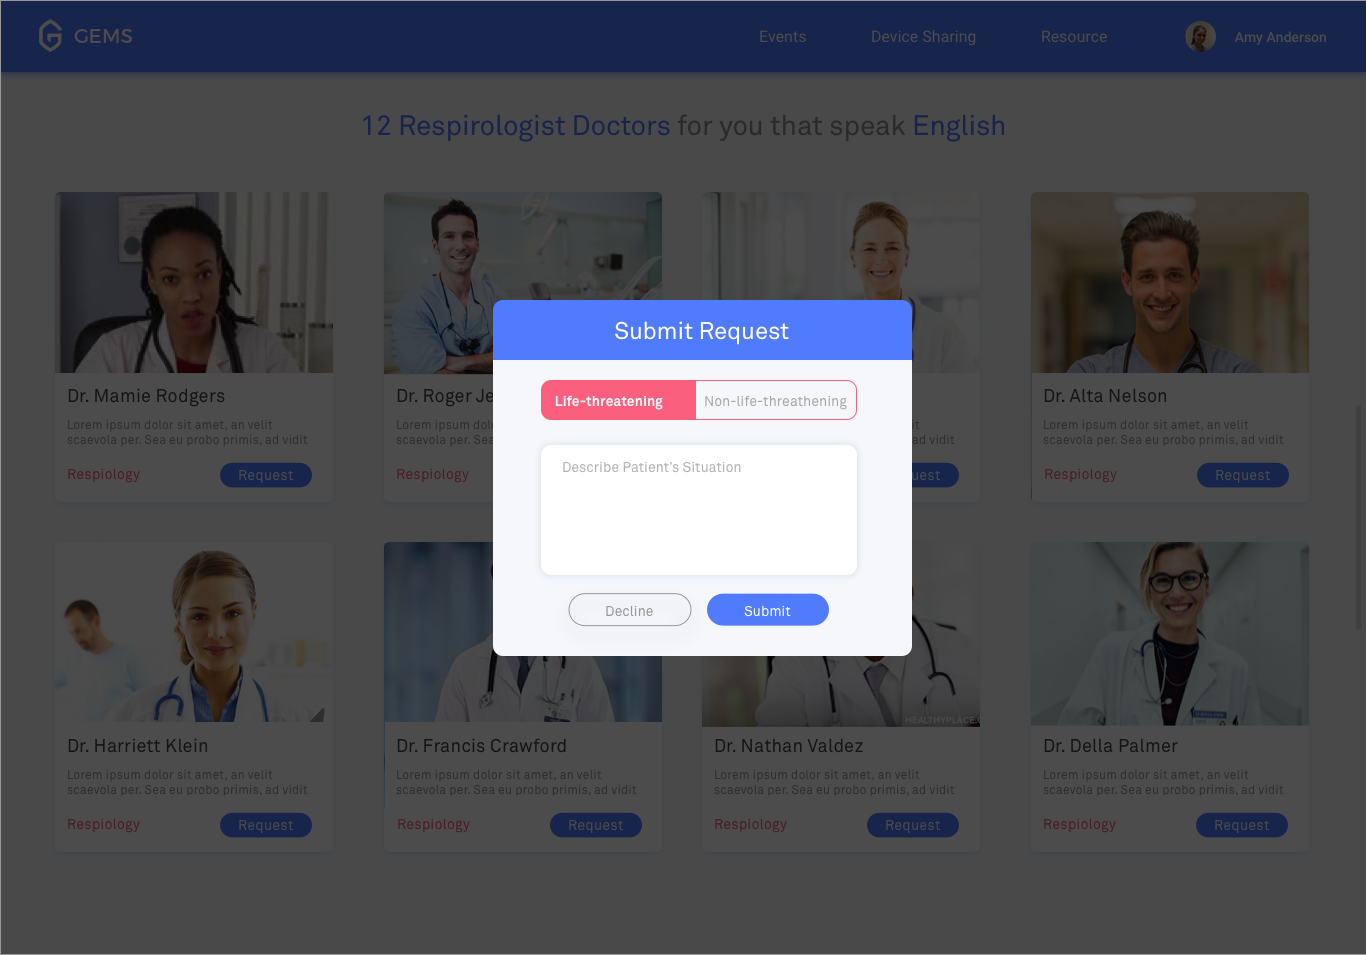 GEMS
Events
Device Sharing
Resource
Amy Anderson
12 Respirologist Doctors for you that speak English
Submit Request
Life-threatening
Non-life-threathening
Describe Patient's Situation
Decline
Submit
Dr. Mamie Rodgers
Lorem ipsum dolor sit amet, an velit
scaevola per. Sea eu probo primis, ad vidit
Respiology
Request
Dr. Roger Je
Lorem ipsum dol
scaevola per. Se
Respiology
vidit
uest
Dr. Alta Nelson
Lorem ipsum dolor sit amet, an velit
scaevola per. Sea eu probo primis, ad vidit
Respiology
Request
Dr. Harriett Klein
Lorem ipsum dolor sit amet, an velit
scaevola per. Sea eu probo primis, ad vidit
Respiology
Request
Dr. Francis Crawford
Lorem ipsum dolor sit amet, an velit
scaevola per. Sea eu probo primis, ad vidit
Respiology
Request
HEALTHYPLACE.C
Dr. Nathan Valdez
Lorem ipsum dolor sit amet, an velit
scaevola per. Sea eu probo primis, ad vidit
Respiology
Request
Dr. Della Palmer
Lorem ipsum dolor sit amet, an velit
scaevola per. Sea eu probo primis, ad vidit
Respiology
Request